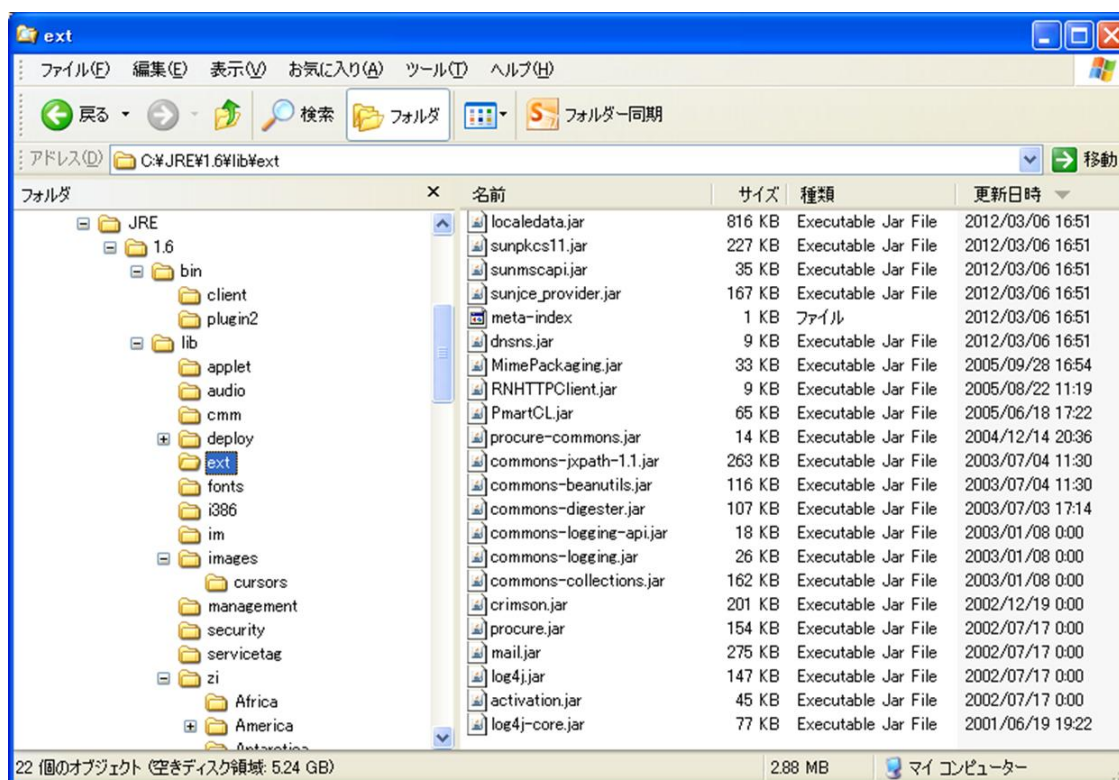 ext
ファイル(F) 編集(E) 表示(V) お気に入り(A) ツール(T) ヘルプ(H)
戻る 検索 フォルダ フォルダー同期
アドレス(D) C:¥JRE¥1.6¥lib¥ext 移動
フォルダ × 名前 サイズ 種類 更新日時
JRE
1.6
bin
client
plugin2
lib
applet
audio
cmm
deploy
ext
fonts
i386
im
images
cursors
management
security
servicetag
zi
Africa
America
Antarctica
localedata.jar 816 KB Executable Jar File 2012/03/06 16:51
sunpkcs11.jar 227 KB Executable Jar File 2012/03/06 16:51
sunmscapi.jar 35 KB Executable Jar File 2012/03/06 16:51
sunjce_provider.jar 167 KB Executable Jar File 2012/03/06 16:51
meta-index 1 KB ファイル 2012/03/06 16:51
dnsns.jar 9 KB Executable Jar File 2012/03/06 16:51
MimePackaging.jar 33 KB Executable Jar File 2005/09/28 16:54
RNHTTPClient.jar 9 KB Executable Jar File 2005/08/22 11:19
PmartCL.jar 65 KB Executable Jar File 2005/06/18 17:22
procure-commons.jar 14 KB Executable Jar File 2004/12/14 20:36
commons-jxpath-1.1.jar 263 KB Executable Jar File 2003/07/04 11:30
commons-beanutils.jar 116 KB Executable Jar File 2003/07/04 11:30
commons-digester.jar 107 KB Executable Jar File 2003/07/03 17:14
commons-logging-api.jar 18 KB Executable Jar File 2003/01/08 0:00
commons-logging.jar 26 KB Executable Jar File 2003/01/08 0:00
commons-collections.jar 162 KB Executable Jar File 2003/01/08 0:00
crimson.jar 201 KB Executable Jar File 2002/12/19 0:00
procure.jar 154 KB Executable Jar File 2002/07/17 0:00
mail.jar 275 KB Executable Jar File 2002/07/17 0:00
log4j.jar 147 KB Executable Jar File 2002/07/17 0:00
activation.jar 45 KB Executable Jar File 2002/07/17 0:00
log4j-core.jar 77 KB Executable Jar File 2001/06/19 19:22
22 個のオブジェクト (空きディスク領域: 5.24 GB) 2.88 MB マイ コンピューター